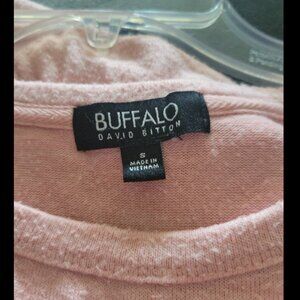 BUFFALO
DAVID BITTON
S
MADE IN
VIETNAM